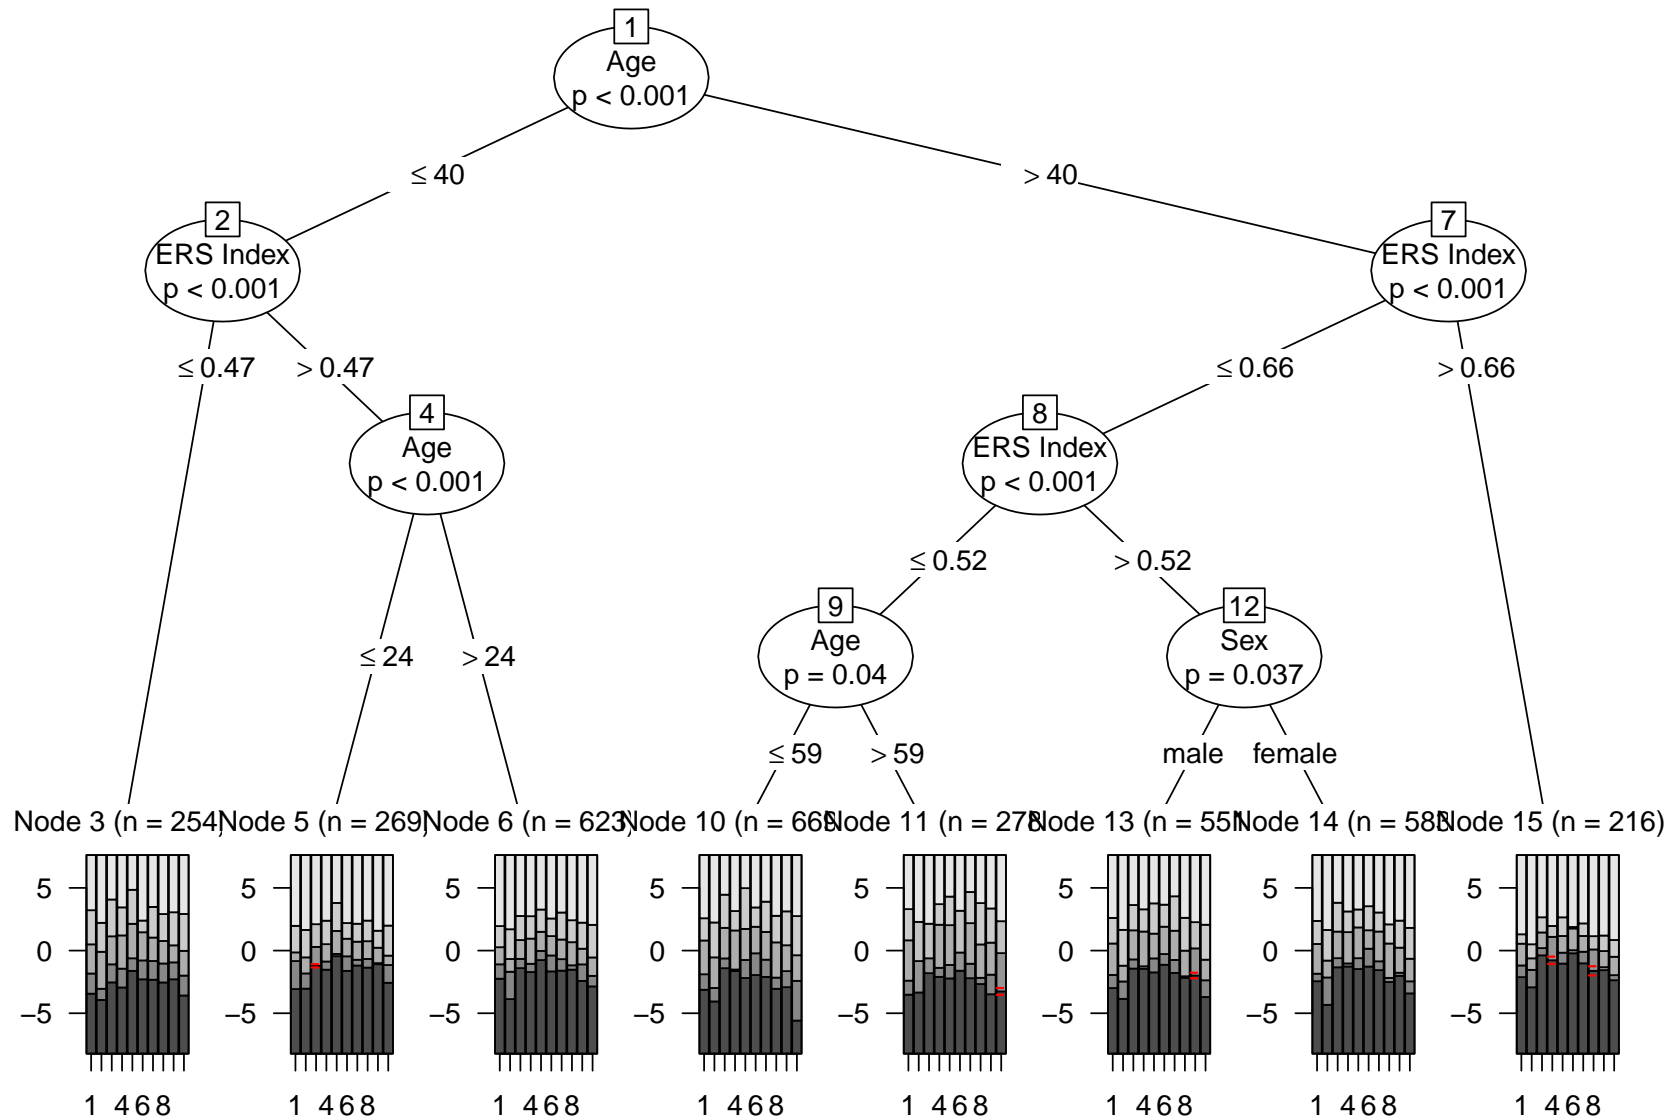 1
Age
p < 0.001
≤ 40
> 40
2
ERS Index
p < 0.001
7
ERS Index
p < 0.001
≤ 0.47
> 0.47
≤ 0.66
> 0.66
4
Age
p < 0.001
8
ERS Index
p < 0.001
≤ 0.52
> 0.52
9
Age
p = 0.04
12
Sex
p = 0.037
≤ 24
> 24
≤ 59
> 59
male
female
Node 3 (n = 254)
Node 5 (n = 269)
Node 6 (n = 623)
Node 10 (n =
Node 11 (n =
Node 13 (n =
Node 14 (n =
Node 15 (n = 216)
5
0
−5
5
0
−5
5
0
−5
5
0
−5
5
0
−5
5
0
−5
5
0
−5
5
0
−5
1 4 6 8
1 4 6 8
1 4 6 8
1 4 6 8
1 4 6 8
1 4 6 8
1 4 6 8
1 4 6 8